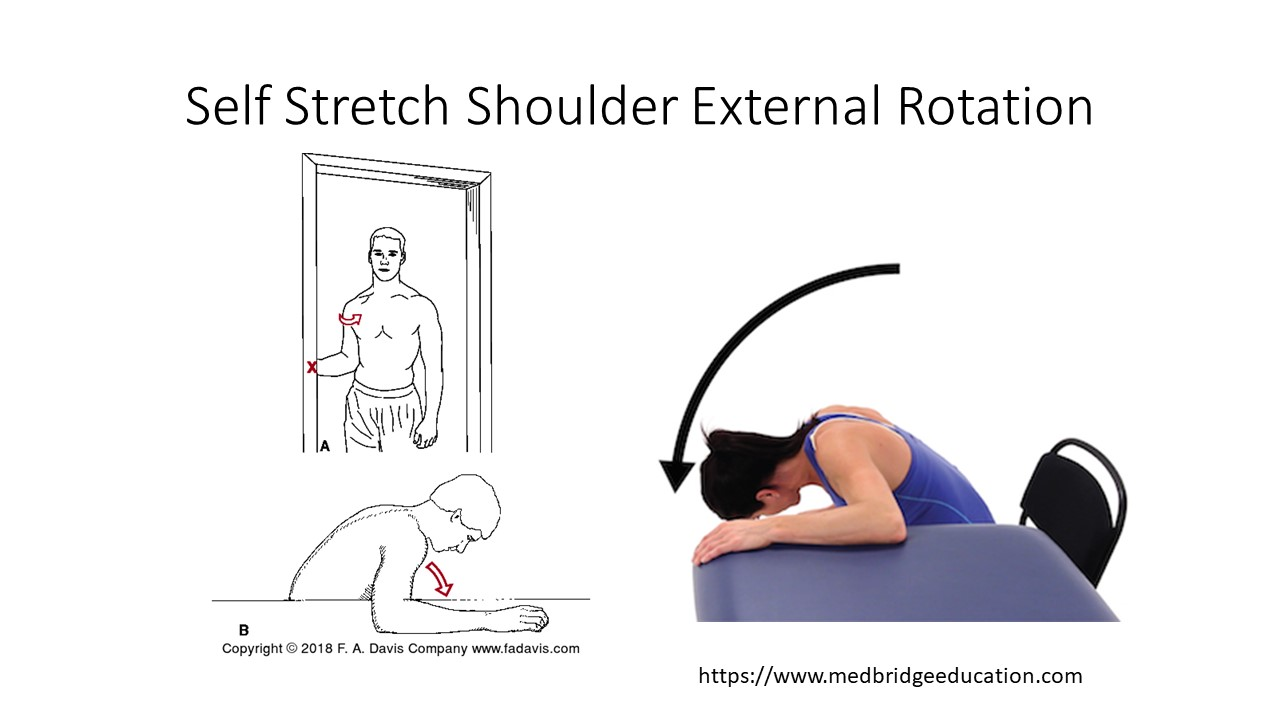 Self Stretch Shoulder External Rotation
X
A
B
Copyright © 2018 F. A. Davis Company www.fadavis.com
https://www.medbridgeeducation.com